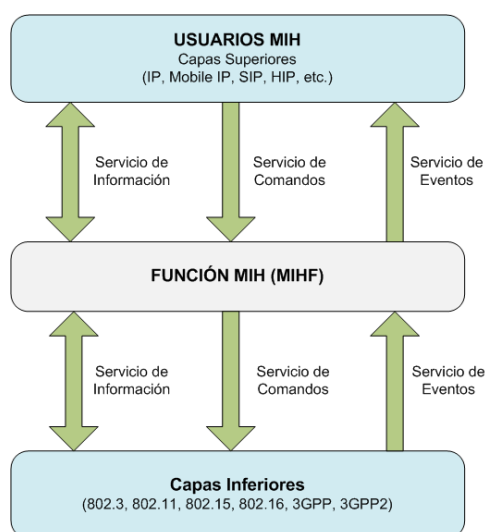 USUARIOS MIH
Capas Superiores
(IP, Mobile IP, SIP, HIP, etc.)
Servicio de
Información
Servicio de
Comandos
Servicio de
Eventos
FUNCIÓN MIH (MIHF)
Servicio de
Información
Servicio de
Comandos
Servicio de
Eventos
Capas Inferiores
(802.3, 802.11, 802.15, 802.16, 3GPP, 3GPP2)